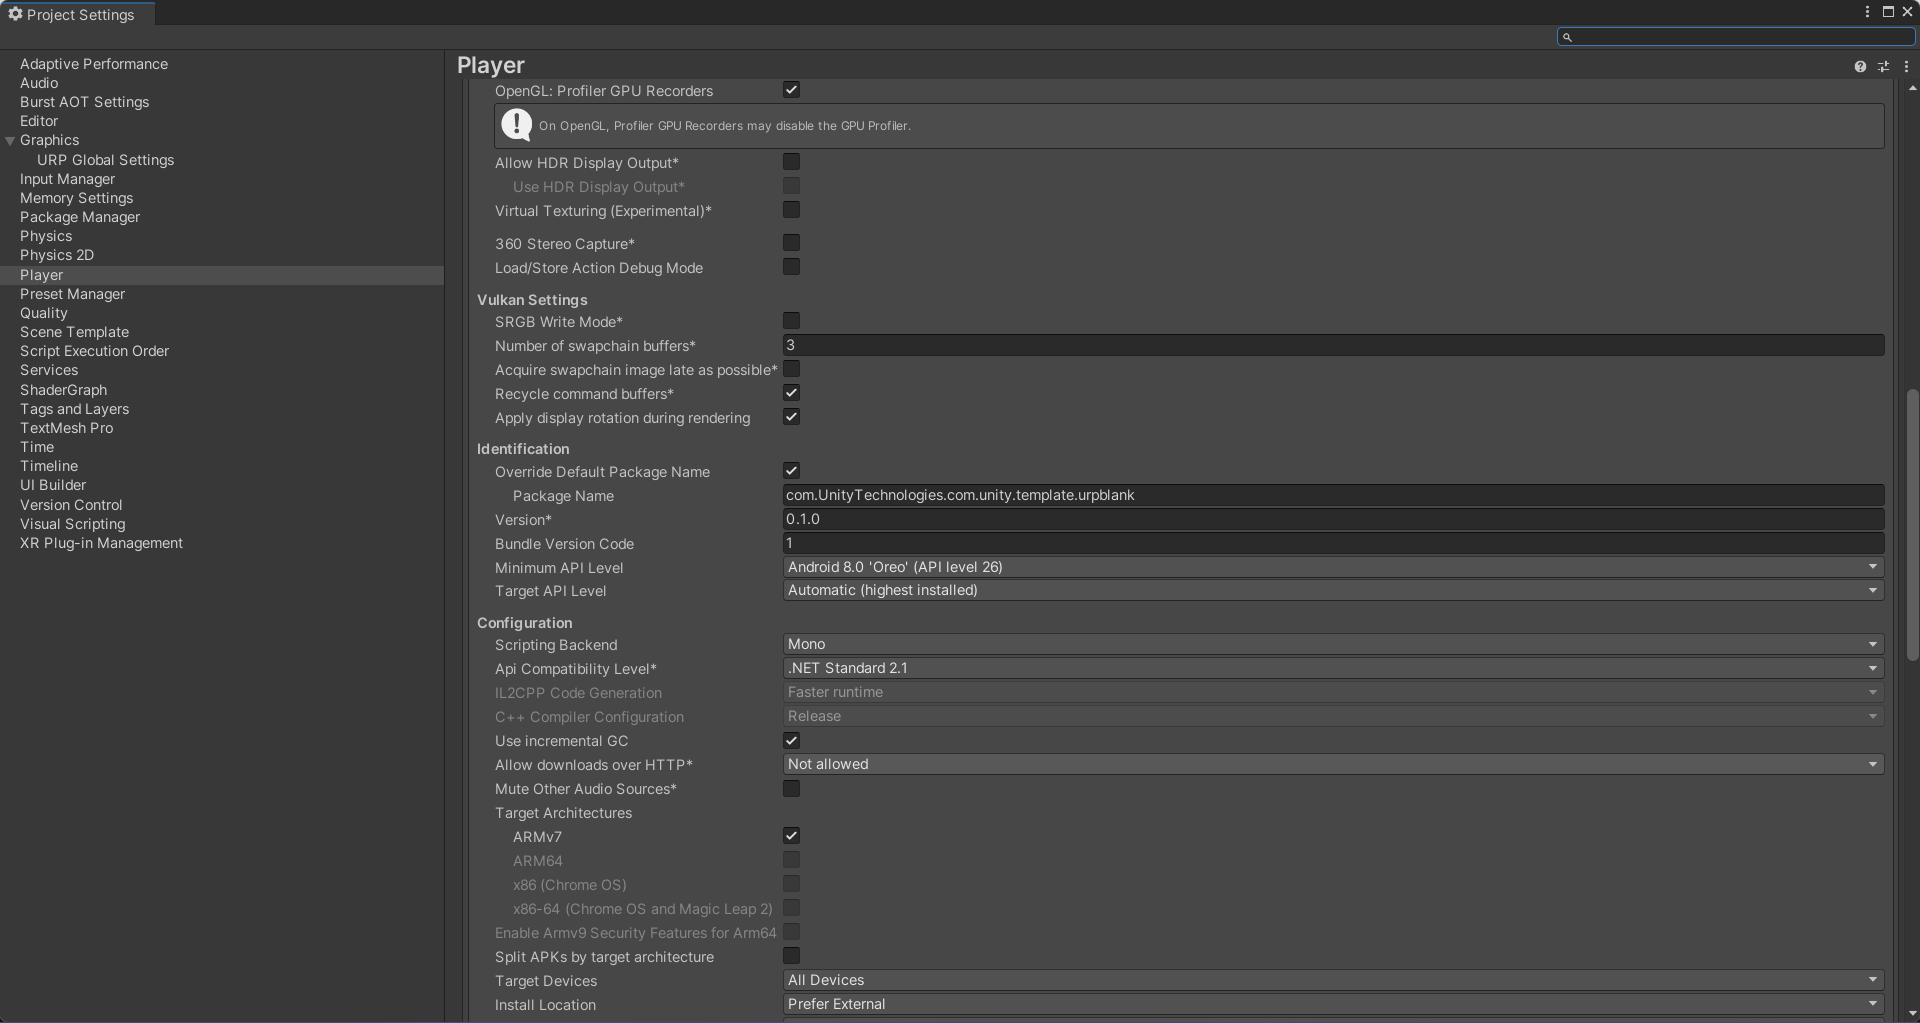 Project Settings
Adaptive Performance
Audio
Burst AOT Settings
Editor
Graphics
URP Global Settings
Input Manager
Memory Settings
Package Manager
Physics
Physics 2D
Player
Preset Manager
Quality
Scene Template
Script Execution Order
Services
ShaderGraph
Tags and Layers
TextMesh Pro
Time
Timeline
UI Builder
Version Control
Visual Scripting
XR Plug-in Management
Player
OpenGL: Profiler GPU Recorders
On OpenGL, Profiler GPU Recorders may disable the GPU Profiler.
Allow HDR Display Output*
Use HDR Display Output*
Virtual Texturing (Experimental)*
360 Stereo Capture*
Load/Store Action Debug Mode
Vulkan Settings
SRGB Write Mode*
Number of swapchain buffers* 3
Acquire swapchain image late as possible*
Recycle command buffers*
Apply display rotation during rendering
Identification
Override Default Package Name
Package Name com.UnityTechnologies.com.unity.template.urpblank
Version* 0.1.0
Bundle Version Code 1
Minimum API Level Android 8.0 'Oreo' (API level 26)
Target API Level Automatic (highest installed)
Configuration
Scripting Backend Mono
Api Compatibility Level* .NET Standard 2.1
IL2CPP Code Generation Faster runtime
C++ Compiler Configuration Release
Use incremental GC
Allow downloads over HTTP* Not allowed
Mute Other Audio Sources*
Target Architectures
ARMv7
ARM64
x86 (Chrome OS)
x86-64 (Chrome OS and Magic Leap 2)
Enable Armv9 Security Features for Arm64
Split APKs by target architecture
Target Devices All Devices
Install Location Prefer External